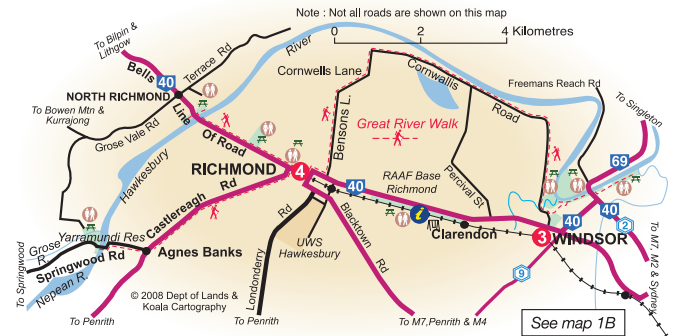 Note : Not all roads are shown on this map
0 2 4 Kilometres
To Bilpin &
Lithgow
Bells
Line
Of Road
40
Terrace Rd
River
Cornwells Lane
Cornwallis
Road
Freemans Reach Rd
To Singleton
NORTH RICHMOND
To Bowen Mtn &
Kurrajong
Grose Vale Rd
Hawkesbury
Bensons L.
Great River Walk
69
RICHMOND
4
40
RAAF Base
Richmond
Percival St
40
Castlereagh Rd
i
Clarendon
3
WINDSOR
40
2
To Springwood
Grose R.
Yarramundi Res
Springwood Rd
Nepean R.
Agnes Banks
Londonderry Rd
UWS
Hawkesbury
Blacktown Rd
9
To M7, M2 & Sydney
© 2008 Dept of Lands &
Koala Cartography
To Penrith
To Penrith
To M7,Penrith & M4
See map 1B